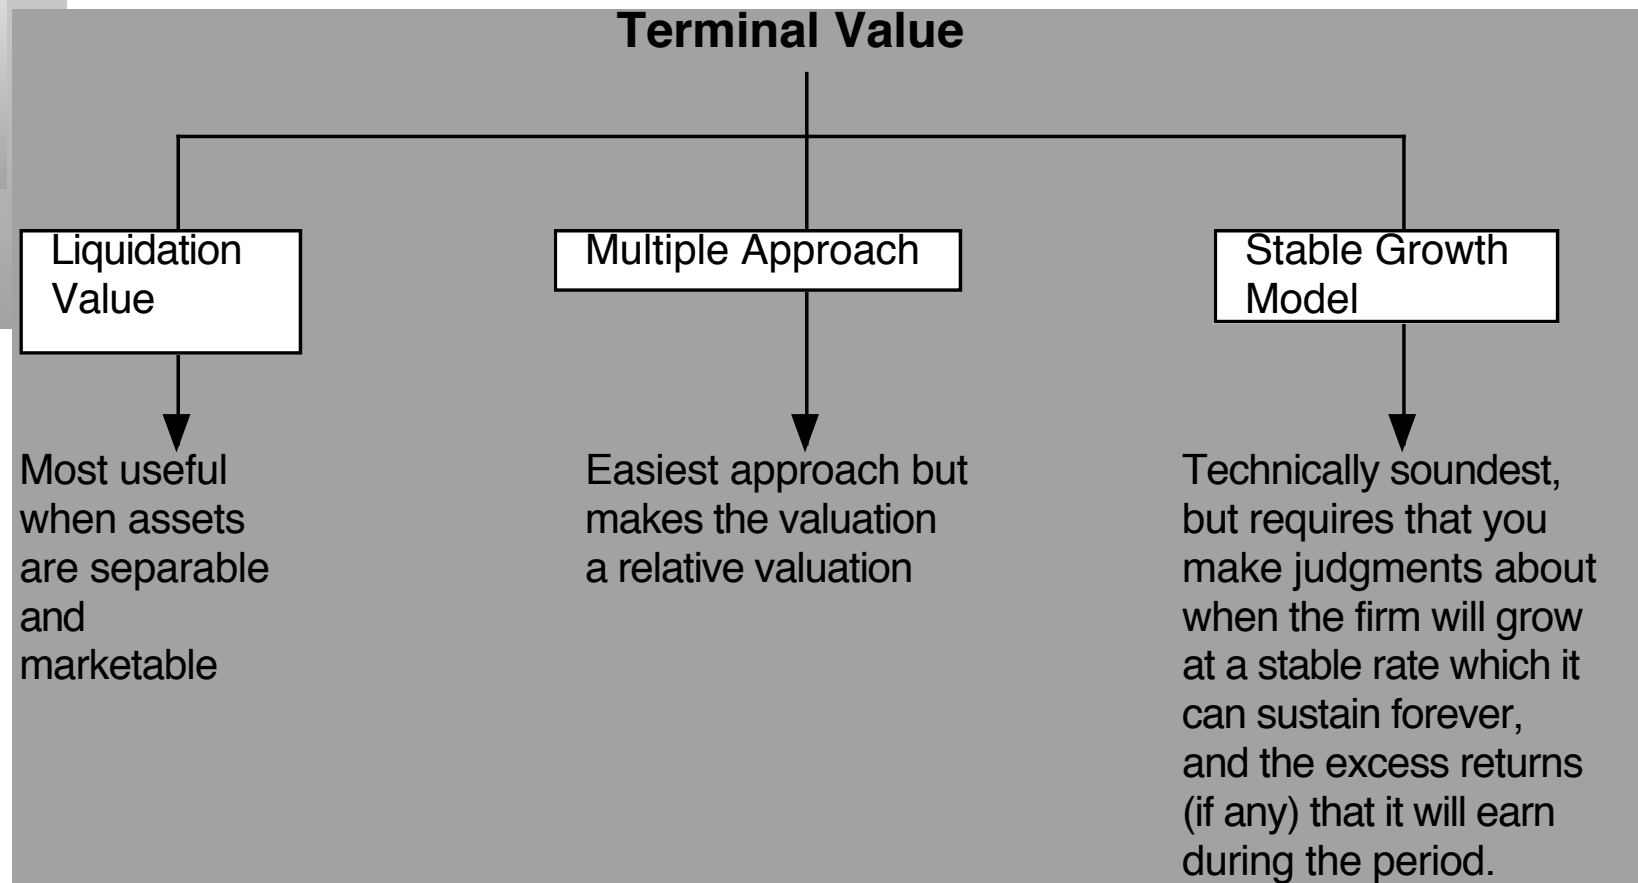 Terminal Value
Liquidation
Value
Multiple Approach
Stable Growth
Model
Most useful
when assets
are separable
and
marketable
Easiest approach but
makes the valuation
a relative valuation
Technically soundest,
but requires that you
make judgments about
when the firm will grow
at a stable rate which it
can sustain forever,
and the excess returns
(if any) that it will earn
during the period.